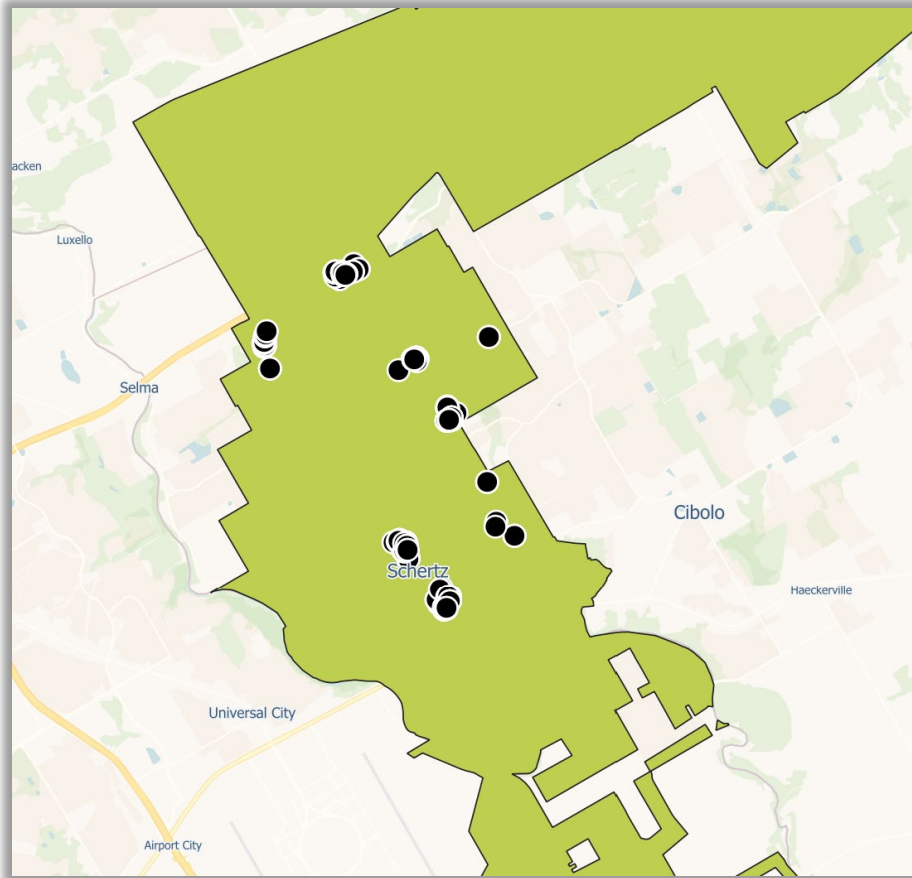 acken
Luxello
Selma
Cibolo
Schertz
Haeckerville
Universal City
Airport City